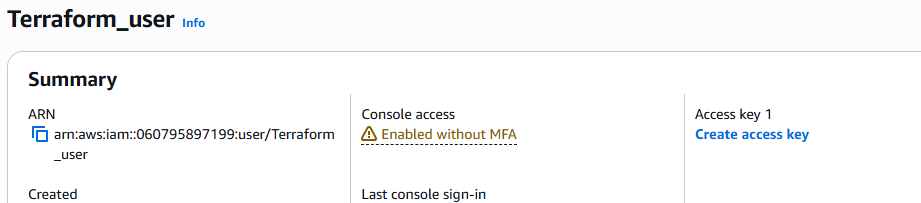 Terraform_user Info
Summary
ARN
arn:aws:iam::060795897199:user/Terraform
_user
Console access
Enabled without MFA
Access key 1
Create access key
Created
Last console sign-in